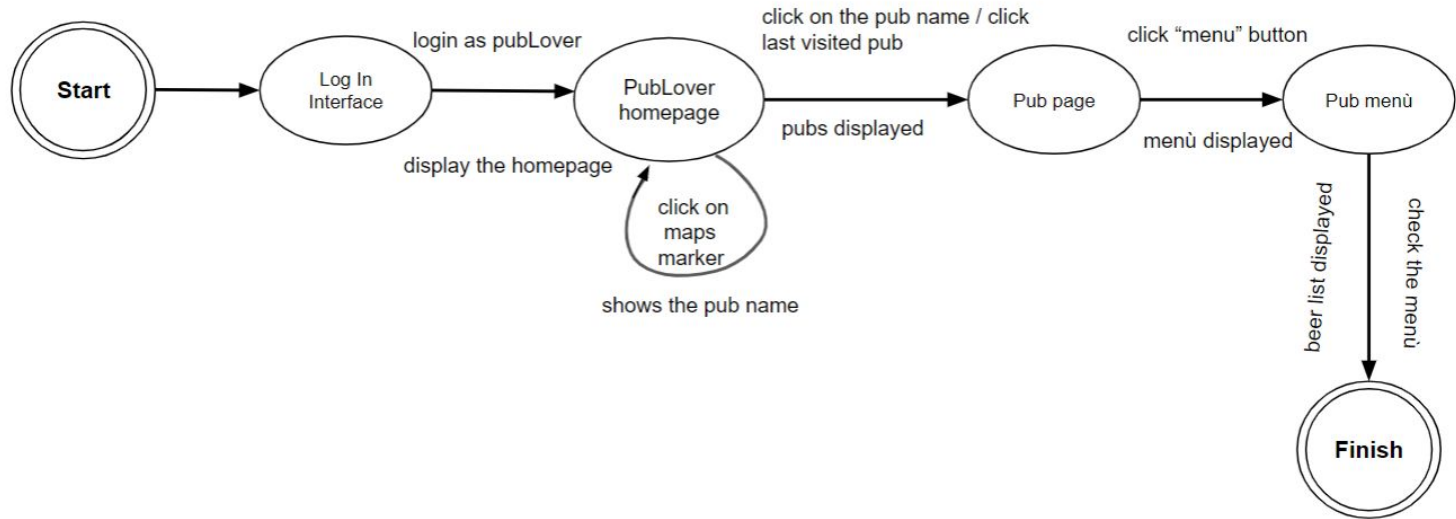 Start
Log In
Interface
login as pubLover
display the homepage
PubLover
homepage
click on
maps
marker
shows the pub name
click on the pub name / click
last visited pub
pubs displayed
Pub page
click “menu” button
menù displayed
Pub menù
beer list displayed
check the menù
Finish